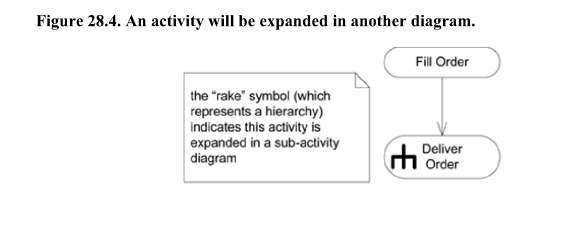 Figure 28.4. An activity will be expanded in another diagram.
Fill Order
the "rake" symbol (which
represents a hierarchy)
indicates this activity is
expanded in a sub-activity
diagram
Deliver
Order